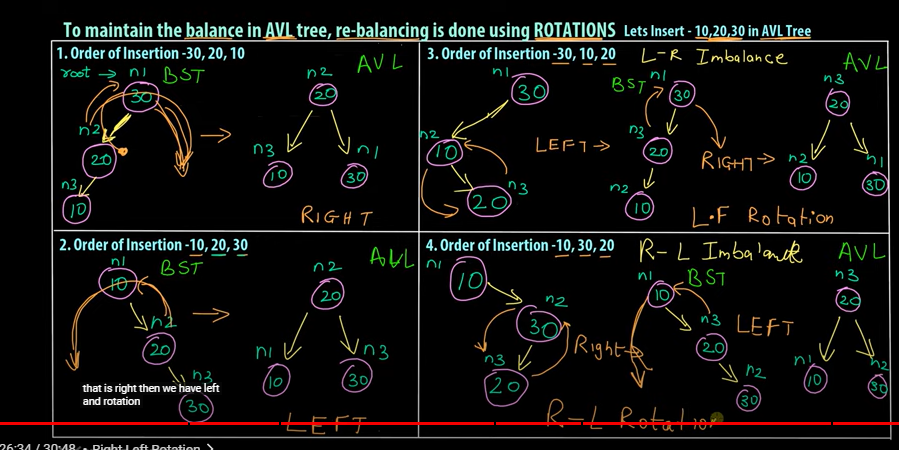 To maintain the balance in AVL tree, re-balancing is done using ROTATIONS Lets Insert - 10,20,30 in AVL Tree
1. Order of Insertion -30, 20, 10
root → n1 BST
30
n2
20
n3
10
AVL
n2
20
n3 n1
10 30
RIGHT
3. Order of Insertion -30, 10, 20
L-R Imbalance
n1
30
n2
10
n3
20
LEFT →
BST n1
30
n3
20
n2
10
RIGHT →
AVL
n3
20
n2 n1
10 30
L.F Rotation
2. Order of Insertion -10, 20, 30
n1 BST
10
n2
20
n3
30
AVL
n2
20
n1 n3
10 30
LEFT
4. Order of Insertion -10, 30, 20
R-L Imbalance
n1
10
n2
30
n3
20
Right →
n1 BST
10
n3
20
LEFT
n2
30
AVL
n3
20
n1 n2
10 30
R-L Rotation
that is right then we have left
and rotation
26:34 / 30:48 • Right Left Rotation >